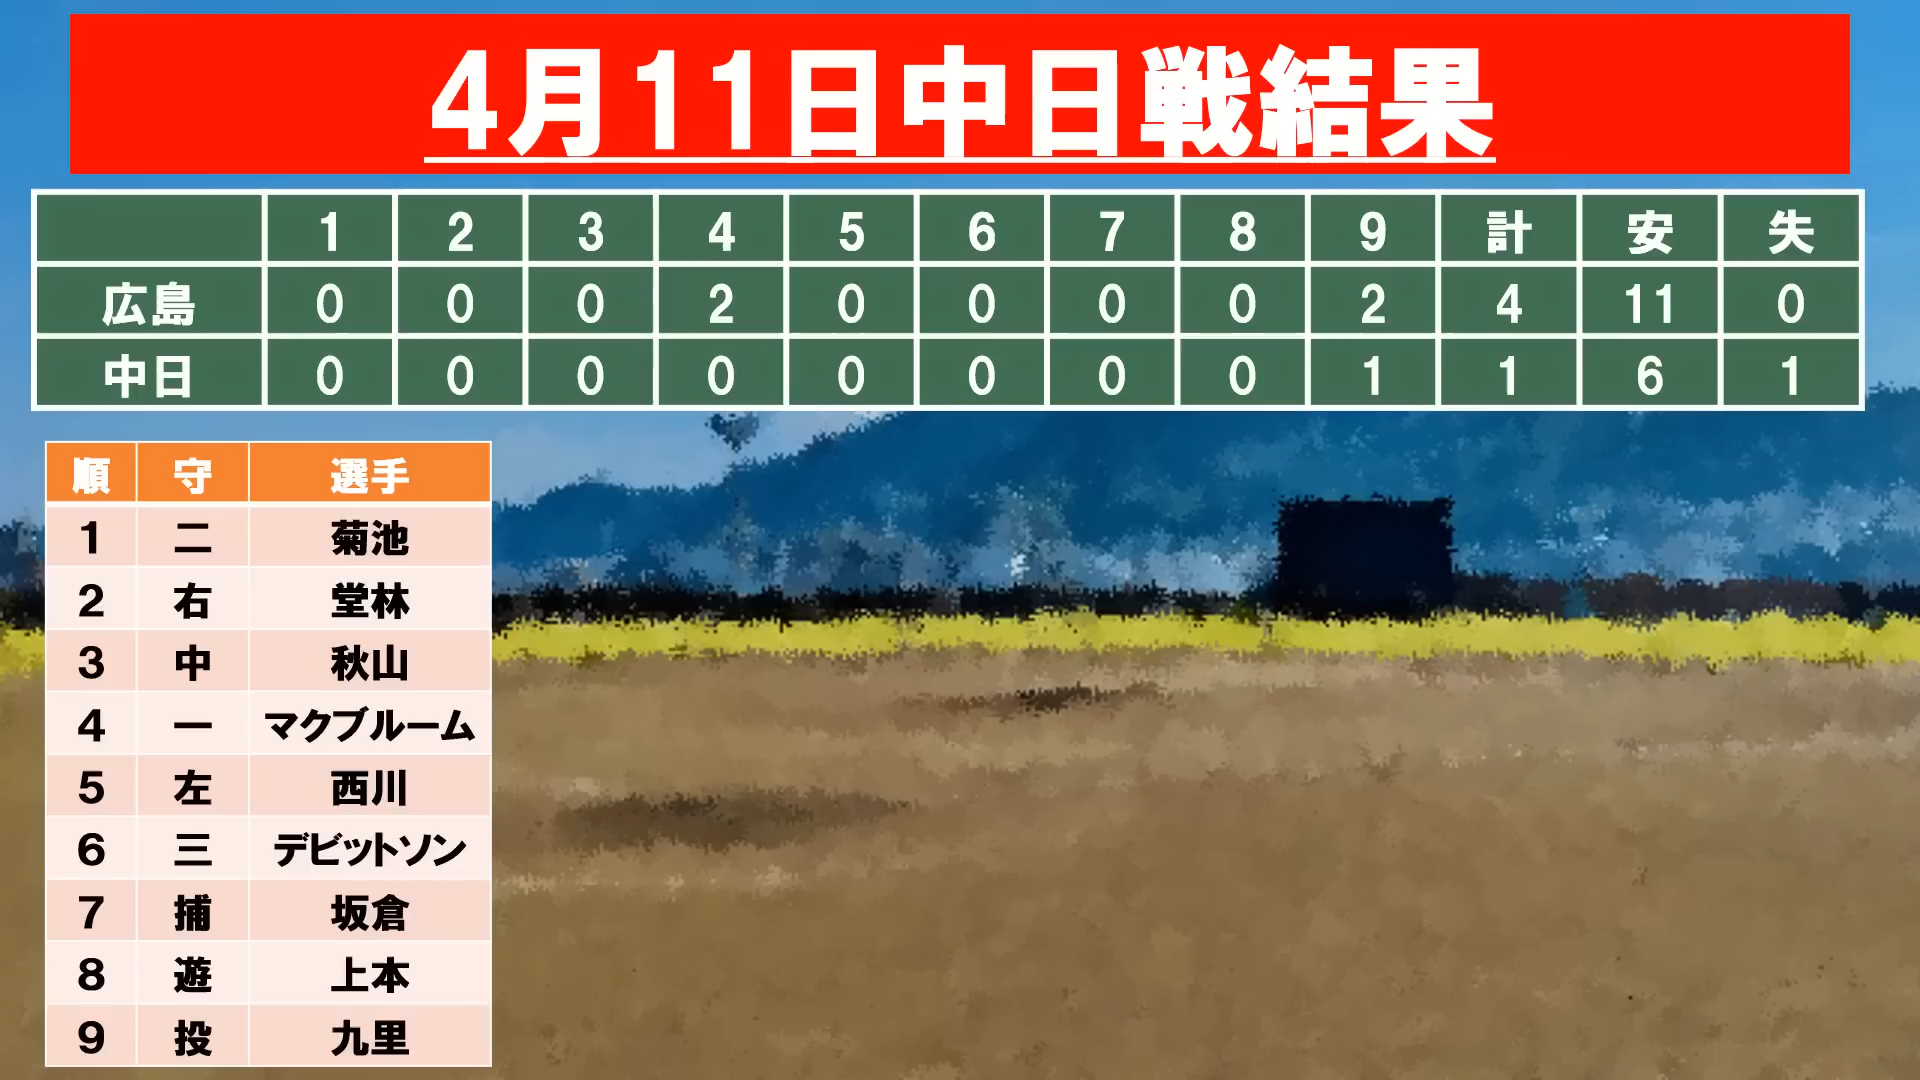 4月11日中日戦結果
1 2 3 4 5 6 7 8 9 計 安 失
広島 0 0 0 2 0 0 0 0 2 4 11 0
中日 0 0 0 0 0 0 0 0 1 1 6 1
順 守 選手
1 二 菊池
2 右 堂林
3 中 秋山
4 一 マクブルーム
5 左 西川
6 三 デビットソン
7 捕 坂倉
8 遊 上本
9 投 九里